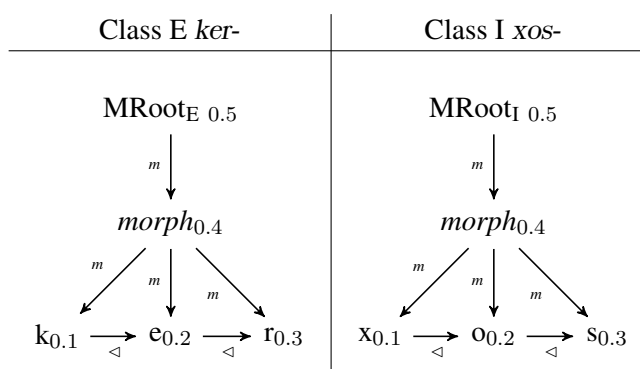 Class E ker- Class I xos-
MRootE 0.5 MRootI 0.5
m m
morph0.4 morph0.4
m m m m m m
k0.1 e0.2 r0.3 x0.1 o0.2 s0.3
◁ ◁ ◁ ◁